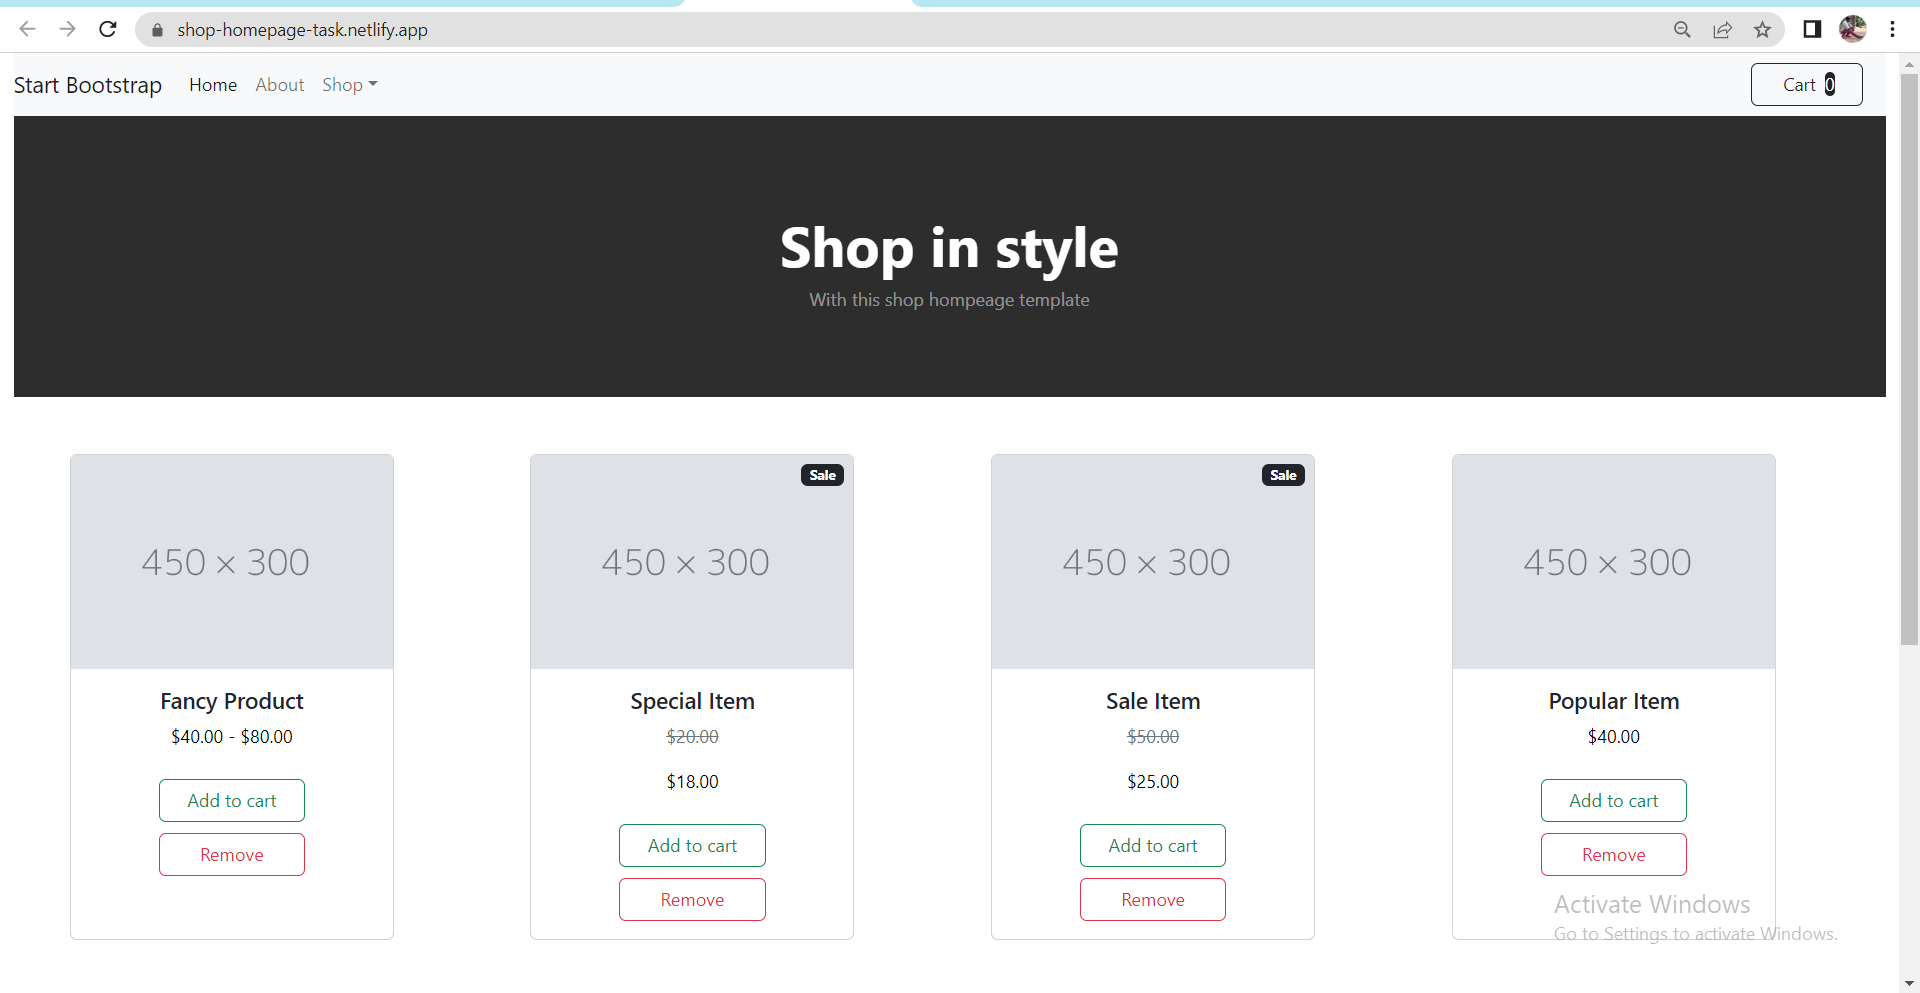 shop-homepage-task.netlify.app
Start Bootstrap Home About Shop Cart 0
Shop in style
With this shop hompeage template
Sale Sale
450 × 300 450 × 300 450 × 300 450 × 300
Fancy Product Special Item Sale Item Popular Item
$40.00 - $80.00 $20.00 $50.00 $40.00
$18.00 $25.00
Add to cart Add to cart
Add to cart Add to cart
Remove Remove
Remove Remove
Activate Windows
Go to Settings to activate Windows.